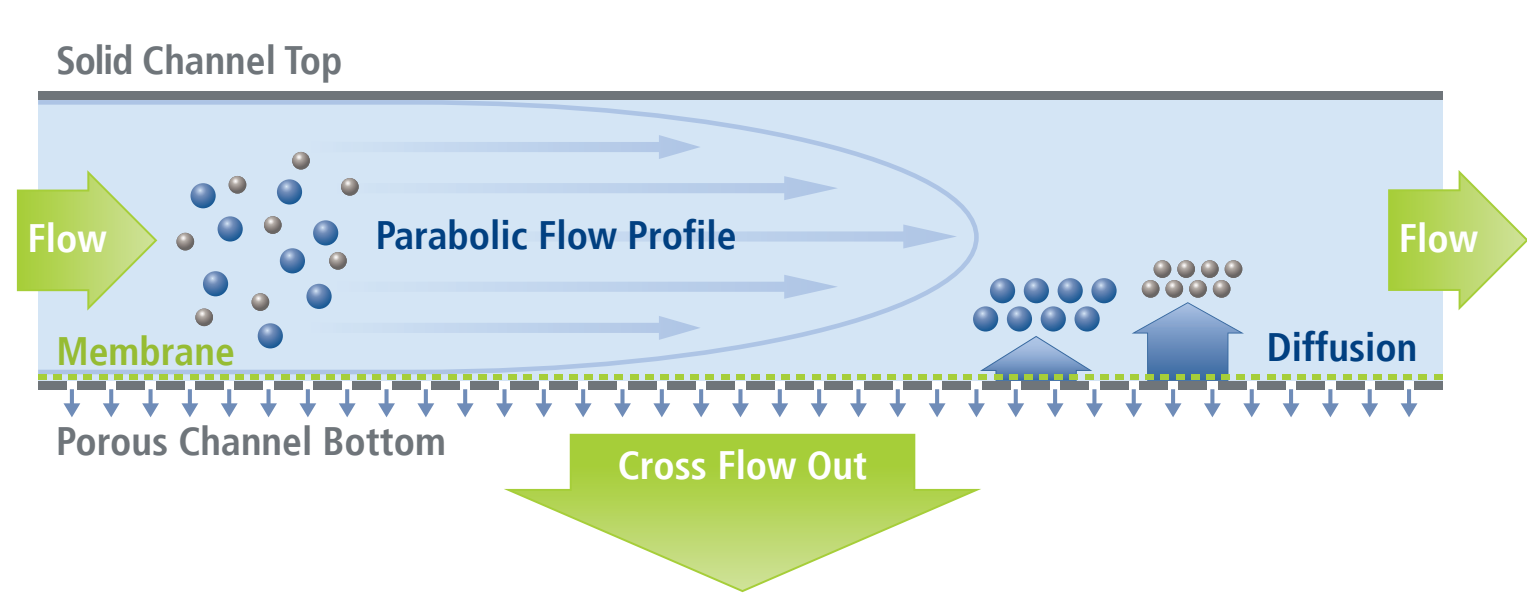 Solid Channel Top
Flow
Parabolic Flow Profile
Flow
Membrane
Diffusion
Porous Channel Bottom
Cross Flow Out